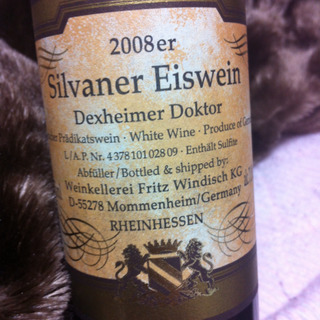 2008er
Silvaner Eiswein
Dexheimer Doktor
Prädikatswein · White Wine · Produce of
L/A.P. Nr. 4 378 101 028 09 · Enthält Sulfite
Abfüller/Bottled & shipped by:
Weinkellerei Fritz Windisch KG
D-55278 Mommenheim/Germany
RHEINHESSEN